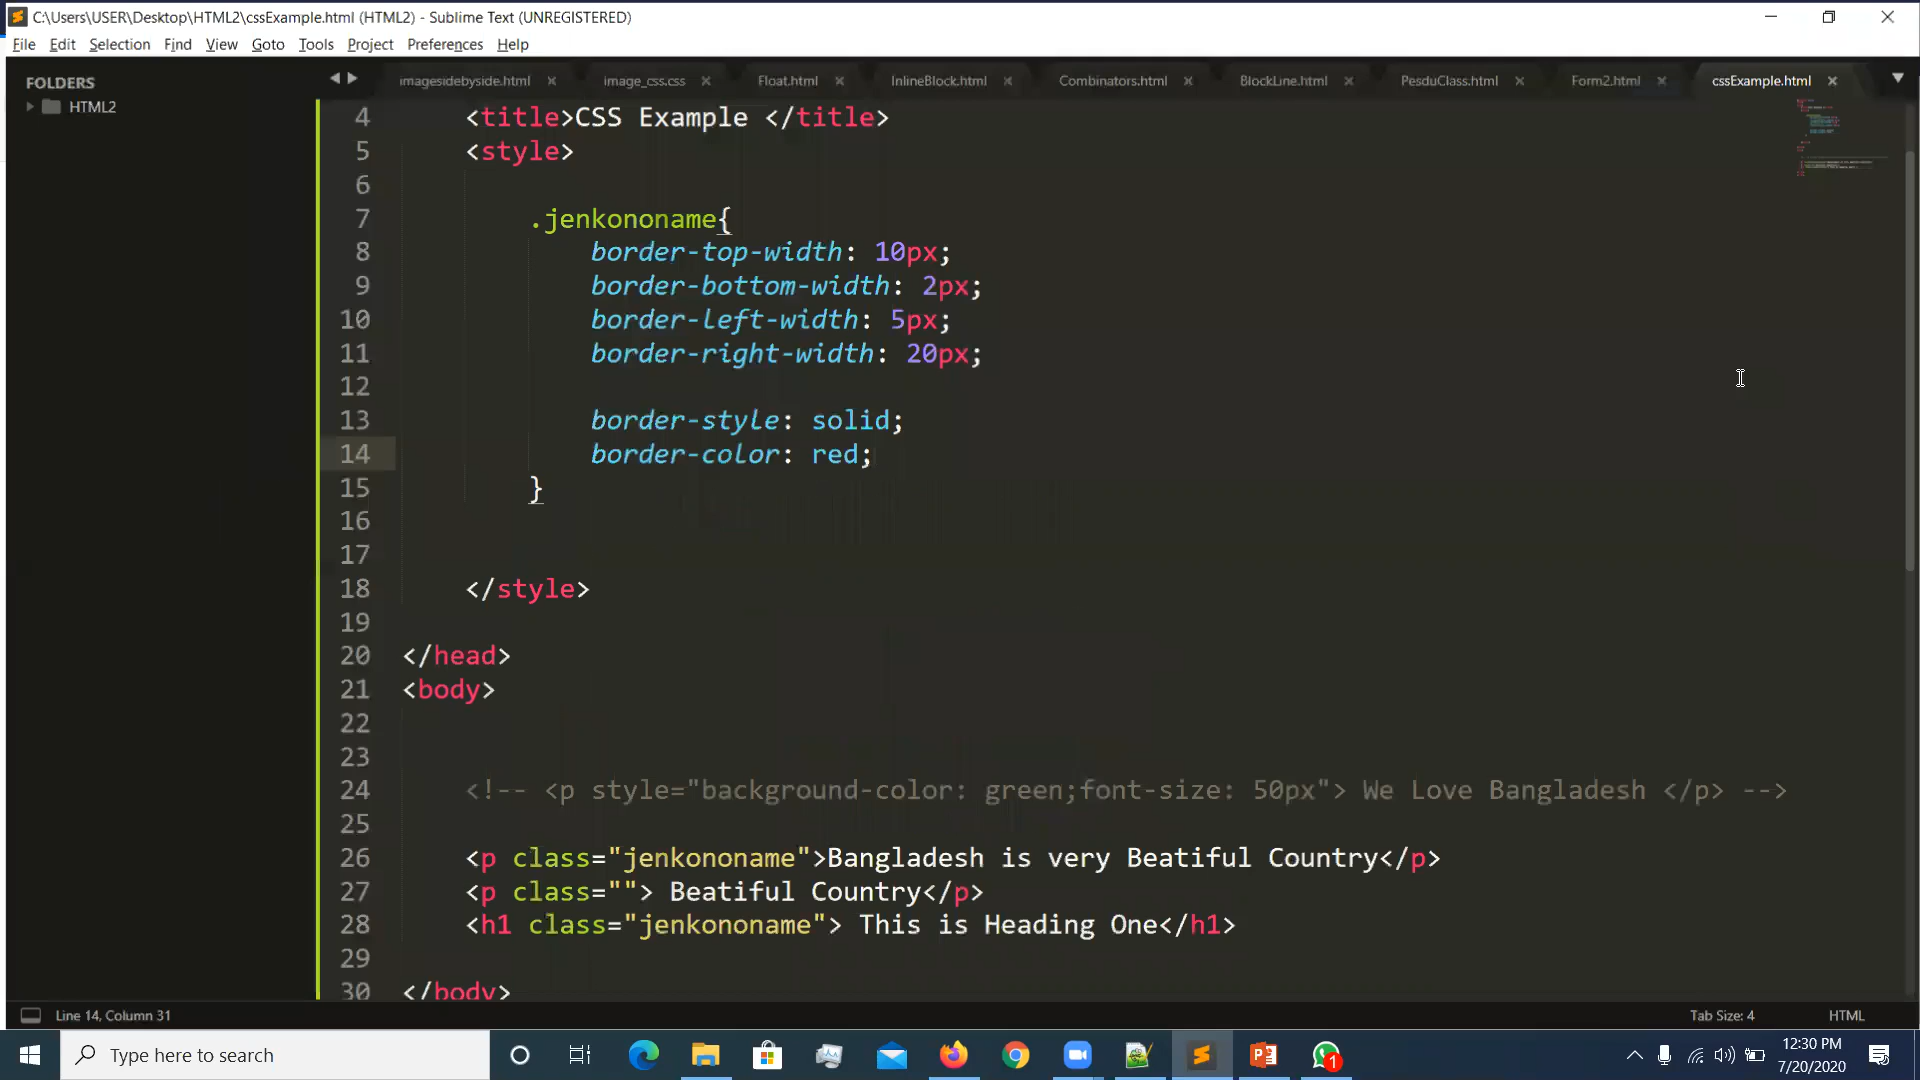 C:\Users\USER\Desktop\HTML2\cssExample.html (HTML2) - Sublime Text (UNREGISTERED)
File Edit Selection Find View Goto Tools Project Preferences Help
FOLDERS
HTML2
imagesidebyside.html image_css.css Float.html InlineBlock.html Combinators.html BlockLine.html PesduClass.html Form2.html cssExample.html
4 <title>CSS Example </title>
5 <style>
6
7 .jenkononame{
8 border-top-width: 10px;
9 border-bottom-width: 2px;
10 border-left-width: 5px;
11 border-right-width: 20px;
12
13 border-style: solid;
14 border-color: red;
15 }
16
17
18 </style>
19
20 </head>
21 <body>
22
23
24 <!-- <p style="background-color: green;font-size: 50px"> We Love Bangladesh </p> -->
25
26 <p class="jenkononame">Bangladesh is very Beatiful Country</p>
27 <p class=""> Beatiful Country</p>
28 <h1 class="jenkononame"> This is Heading One</h1>
29
30 </body>
Line 14, Column 31 Tab Size: 4 HTML
Type here to search
1
12:30 PM
7/20/2020